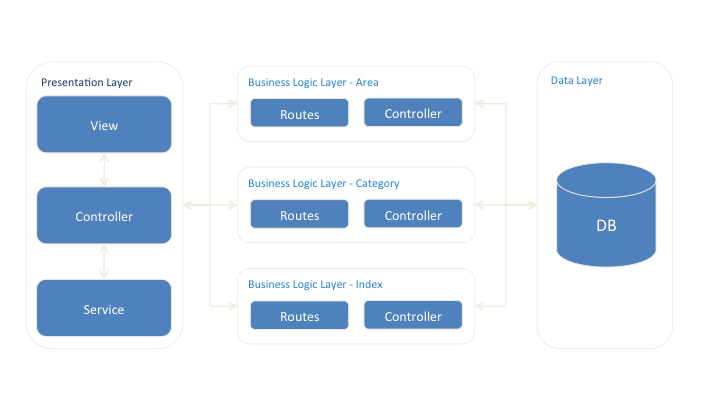 Presentation Layer
View
Controller
Service
Business Logic Layer - Area
Routes
Controller
Business Logic Layer - Category
Routes
Controller
Business Logic Layer - Index
Routes
Controller
Data Layer
DB